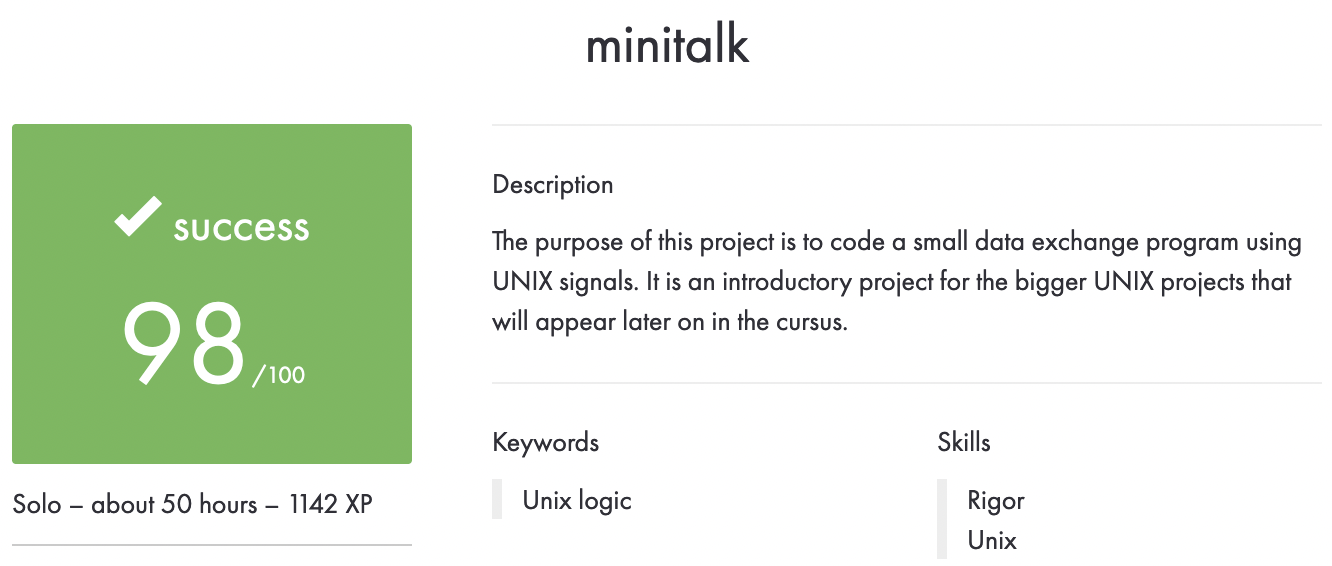 minitalk
success
98/100
Solo – about 50 hours – 1142 XP
Description
The purpose of this project is to code a small data exchange program using
UNIX signals. It is an introductory project for the bigger UNIX projects that
will appear later on in the cursus.
Keywords
Unix logic
Skills
Rigor
Unix